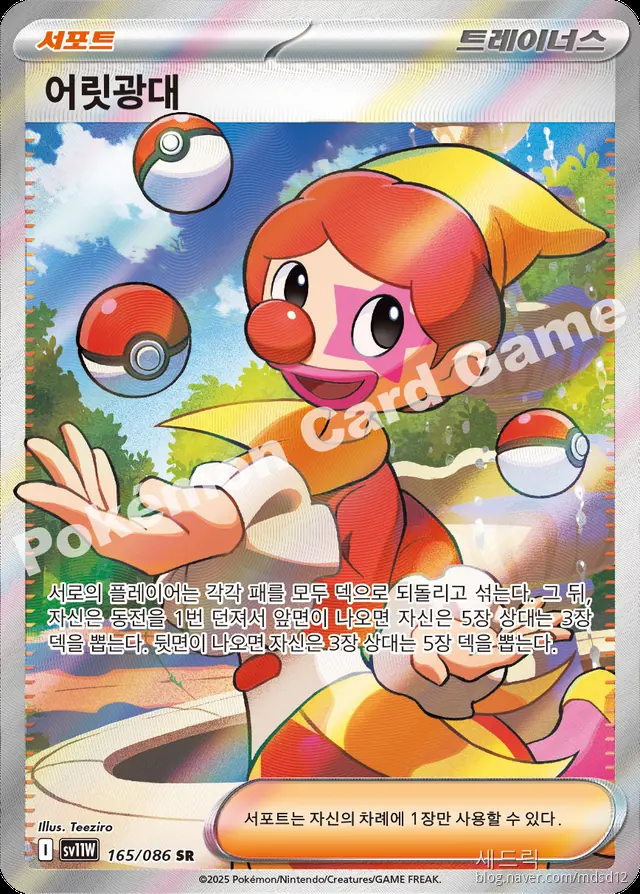 서포트
트레이너스
어릿광대
Pokémon Card Game
서로의 플레이어는 각각 패를 모두 덱으로 되돌리고 섞는다. 그 뒤,
자신은 동전을 1번 던져서 앞면이 나오면 자신은 5장 상대는 3장
덱을 뽑는다. 뒷면이 나오면 자신은 3장 상대는 5장 덱을 뽑는다.
서포트는 자신의 차례에 1장만 사용할 수 있다.
Illus. Teeziro
I sv11W 165/086 SR
©2025 Pokémon/Nintendo/Creatures/GAME FREAK.
세드릭
blog.naver.com/mdsd12